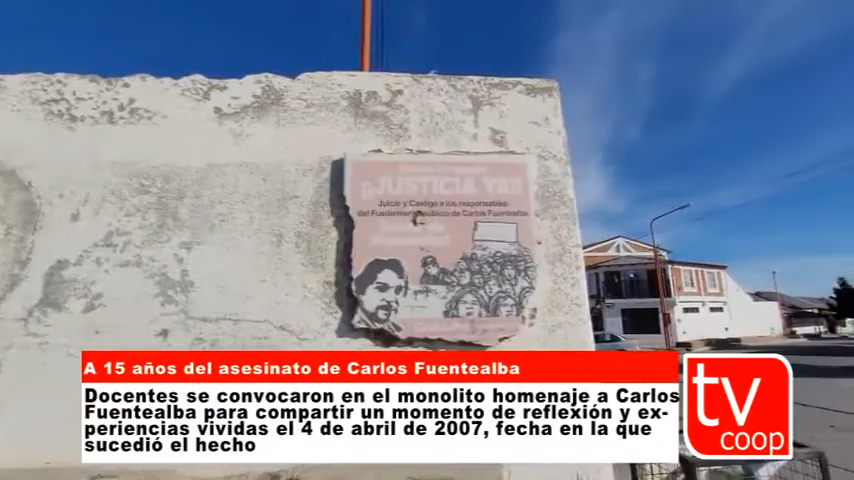 ¡¡JUSTICIA YA!!
Juicio y Castigo a los responsables
del Fusilamiento Público de Carlos Fuentealba
A 15 años del asesinato de Carlos Fuentealba
Docentes se convocaron en el monolito homenaje a Carlos
Fuentealba para compartir un momento de reflexión y ex-
periencias vividas el 4 de abril de 2007, fecha en la que
sucedió el hecho
tv
coop